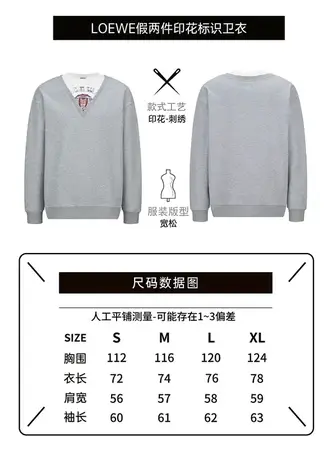 LOEWE假两件印花标识卫衣
款式工艺
印花-刺绣
服装版型
宽松
尺码数据图
人工平铺测量-可能存在1~3偏差
SIZE S M L XL
胸围 112 116 120 124
衣长 72 74 76 78
肩宽 56 57 58 59
袖长 60 61 62 63